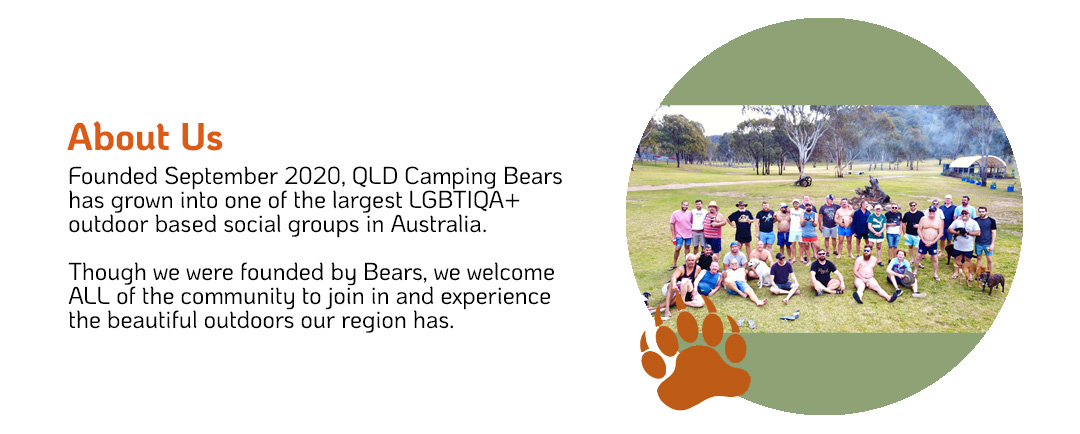 About Us
Founded September 2020, QLD Camping Bears
has grown into one of the largest LGBTIQA+
outdoor based social groups in Australia.
Though we were founded by Bears, we welcome
ALL of the community to join in and experience
the beautiful outdoors our region has.